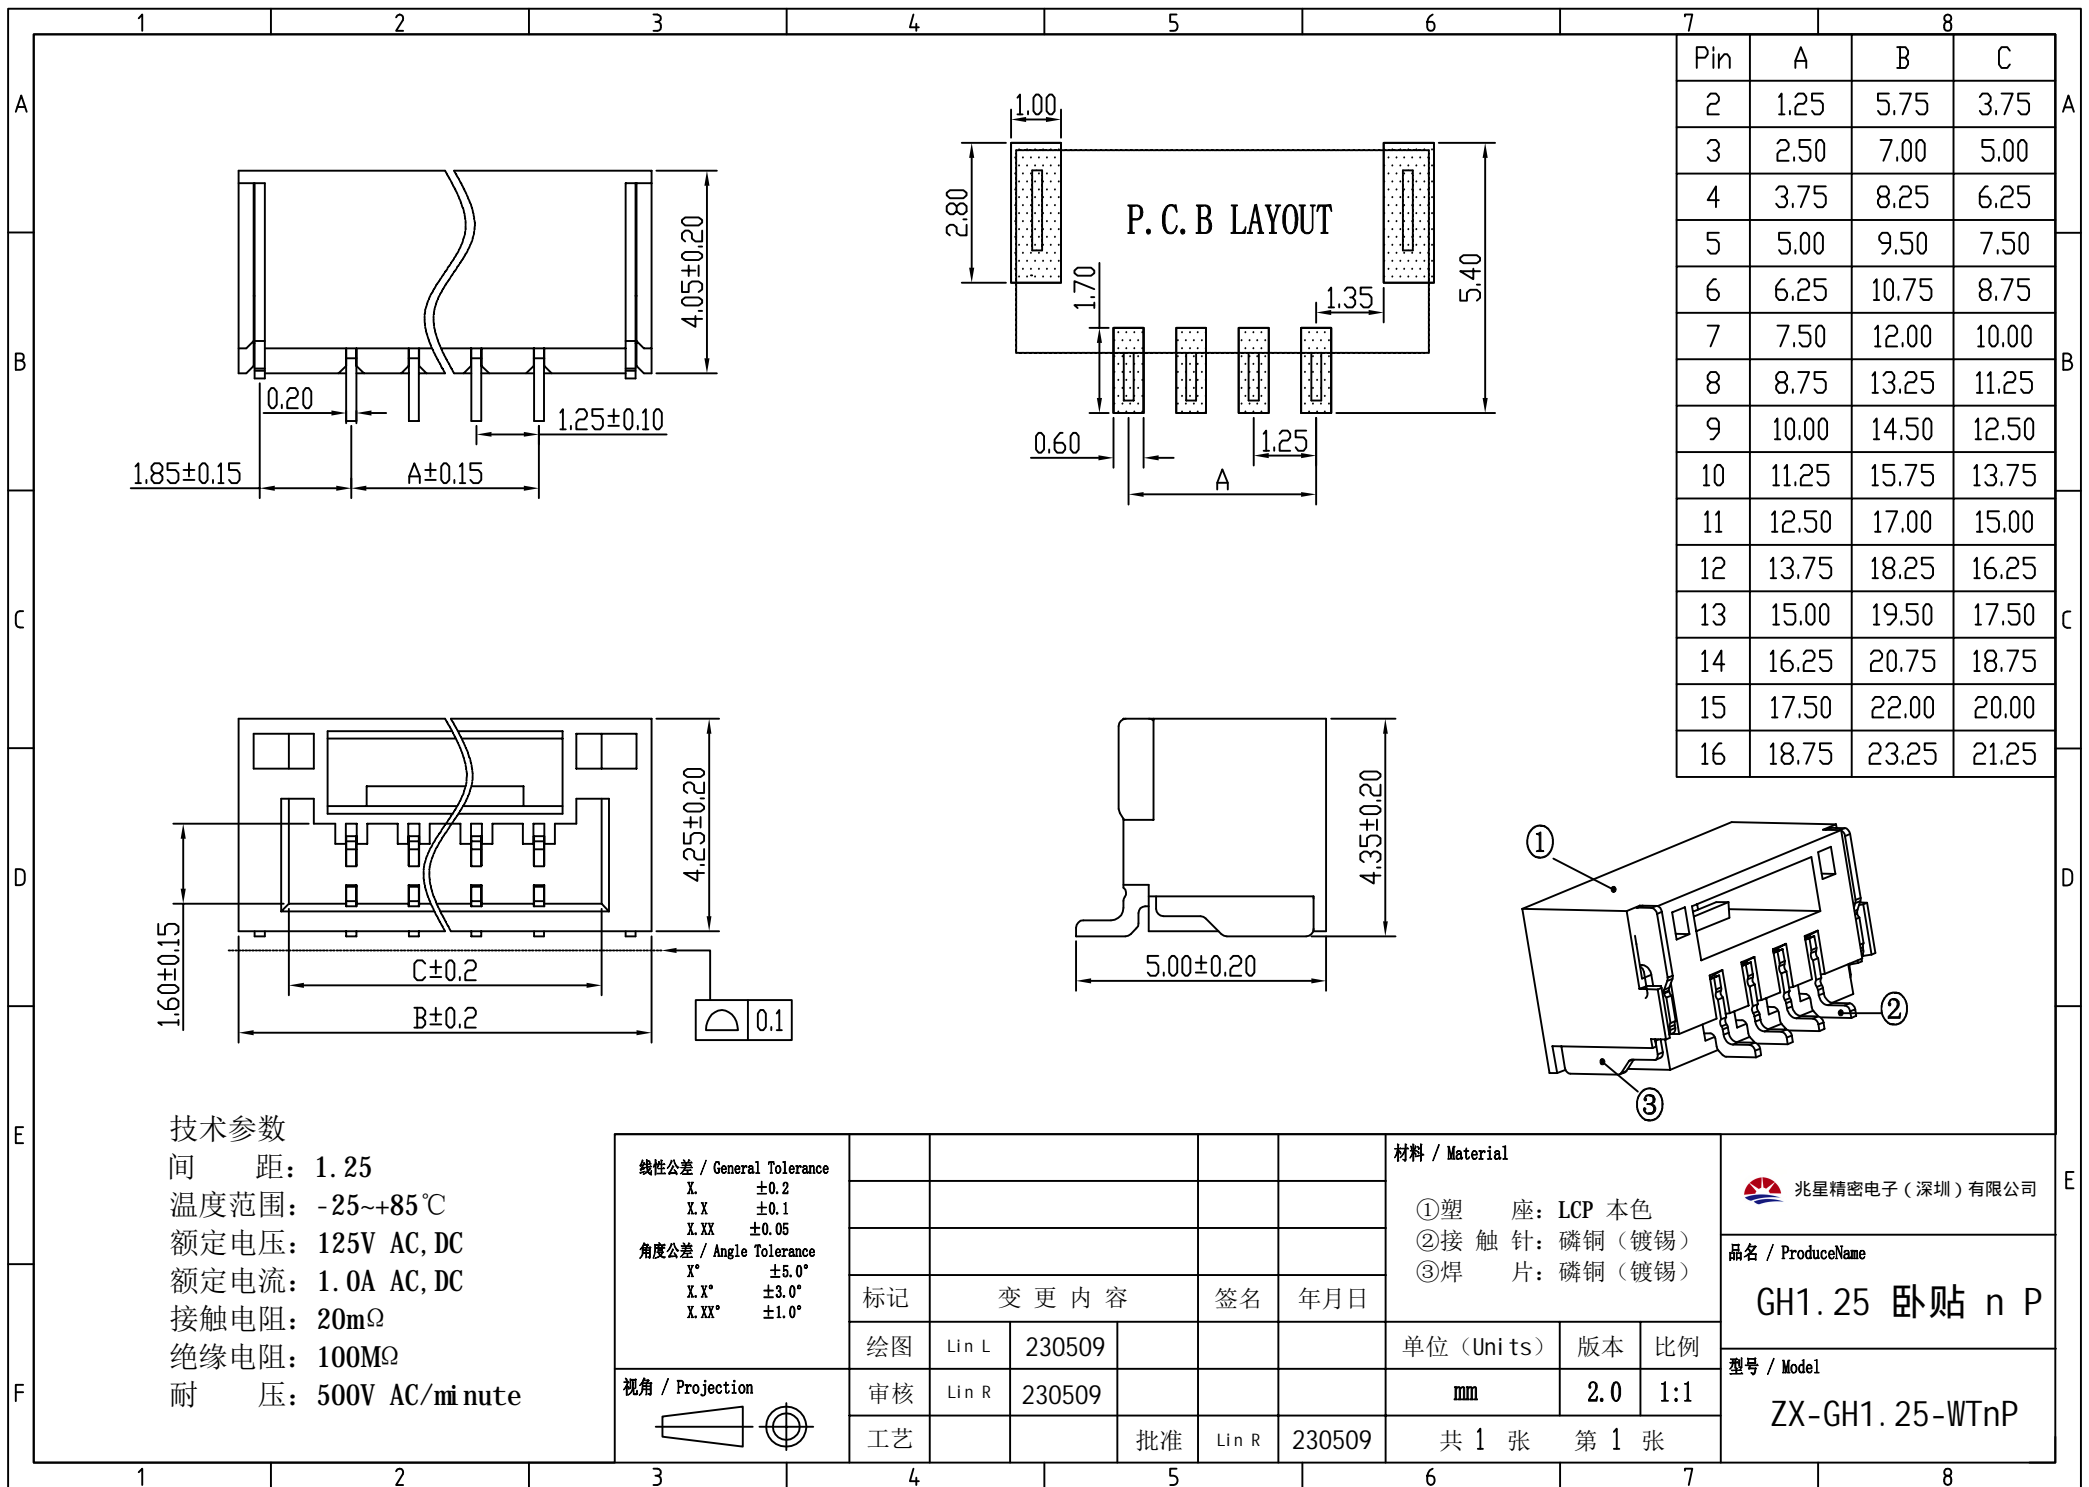 1 2 3 4 5 6 7 8
A
B
C
D
E
F
A
B
C
D
E
Pin A B C
2 1.25 5.75 3.75
3 2.50 7.00 5.00
4 3.75 8.25 6.25
5 5.00 9.50 7.50
6 6.25 10.75 8.75
7 7.50 12.00 10.00
8 8.75 13.25 11.25
9 10.00 14.50 12.50
10 11.25 15.75 13.75
11 12.50 17.00 15.00
12 13.75 18.25 16.25
13 15.00 19.50 17.50
14 16.25 20.75 18.75
15 17.50 22.00 20.00
16 18.75 23.25 21.25
4.05±0.20
0.20
1.25±0.10
1.85±0.15
A±0.15
1.00
2.80
P.C.B LAYOUT
1.70
1.35
5.40
0.60
1.25
A
4.25±0.20
1.60±0.15
C±0.2
B±0.2
0.1
4.35±0.20
5.00±0.20
①
②
③
技术参数
间 距：1.25
温度范围：-25~+85℃
额定电压：125V AC,DC
额定电流：1.0A AC,DC
接触电阻：20mΩ
绝缘电阻：100MΩ
耐 压：500V AC/minute
线性公差 / General Tolerance
X. ±0.2
X.X ±0.1
X.XX ±0.05
角度公差 / Angle Tolerance
X° ±5.0°
X.X° ±3.0°
X.XX° ±1.0°
视角 / Projection
标记 变更内容 签名 年月日
绘图 Lin L 230509
审核 Lin R 230509
工艺 批准 Lin R 230509
材料 / Material
①塑 座：LCP 本色
②接 触 针：磷铜（镀锡）
③焊 片：磷铜（镀锡）
单位（Units） 版本 比例
mm 2.0 1:1
共 1 张 第 1 张
兆星精密电子（深圳）有限公司
品名 / ProduceName
GH1.25 卧贴 n P
型号 / Model
ZX-GH1.25-WTnP
1 2 3 4 5 6 7 8